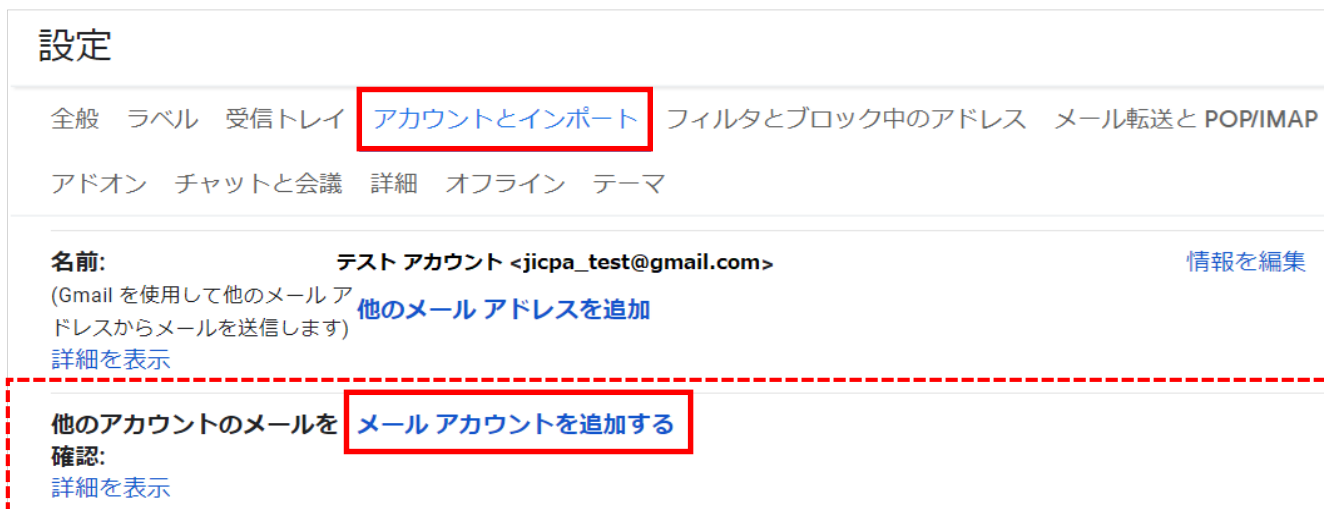 設定
全般 ラベル 受信トレイ アカウントとインポート フィルタとブロック中のアドレス メール転送と POP/IMAP
アドオン チャットと会議 詳細 オフライン テーマ
名前: テスト アカウント <jicpa_test@gmail.com> 情報を編集
(Gmail を使用して他のメール ア
他のメール アドレスを追加
ドレスからメールを送信します)
詳細を表示
他のアカウントのメールを メール アカウントを追加する
確認:
詳細を表示